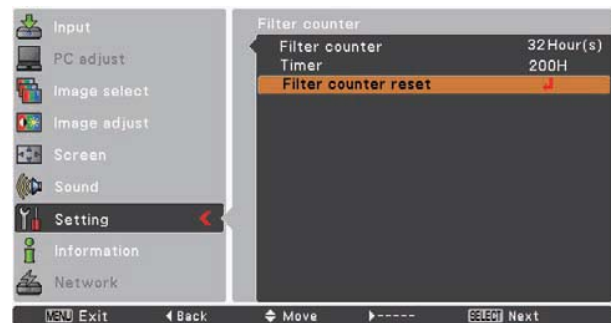 Input
PC adjust
Image select
Image adjust
Screen
Sound
Setting
Information
Network
Filter counter
Filter counter 32Hour(s)
Timer 200H
Filter counter reset
MENU Exit Back Move ----- SELECT Next